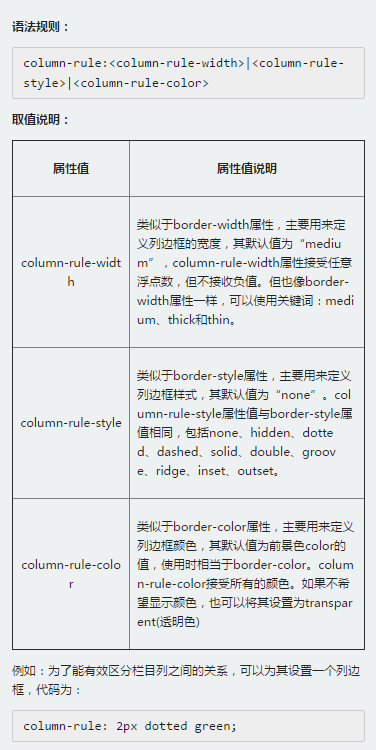 语法规则：
column-rule:<column-rule-width>|<column-rule-
style>|<column-rule-color>
取值说明：
属性值
属性值说明
column-rule-widt
h
类似于border-width属性，主要用来定
义列边框的宽度，其默认值为“mediu
m”，column-rule-width属性接受任意
浮点数，但不接收负值。但也像border-
width属性一样，可以使用关键词：medi
um、thick和thin。
column-rule-style
类似于border-style属性，主要用来定义
列边框样式，其默认值为“none”。col
umn-rule-style属性值与border-style属
值相同，包括none、hidden、dotte
d、dashed、solid、double、groov
e、ridge、inset、outset。
column-rule-colo
r
类似于border-color属性，主要用来定
义列边框颜色，其默认值为前景色color的
值，使用时相当于border-color。colum
n-rule-color接受所有的颜色。如果不希
望显示颜色，也可以将其设置为transpar
ent(透明色)
例如：为了能有效区分栏目列之间的关系，可以为其设置一个列边
框，代码为：
column-rule: 2px dotted green;